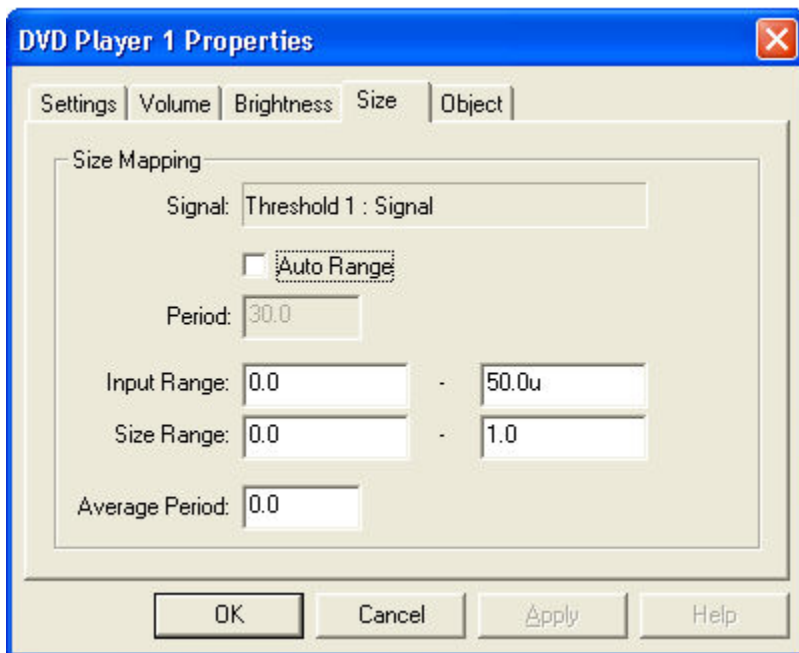 DVD Player 1 Properties
Settings Volume Brightness Size Object
Size Mapping
Signal: Threshold 1 : Signal
Auto Range
Period: 30.0
Input Range: 0.0 - 50.0u
Size Range: 0.0 - 1.0
Average Period: 0.0
OK Cancel Apply Help